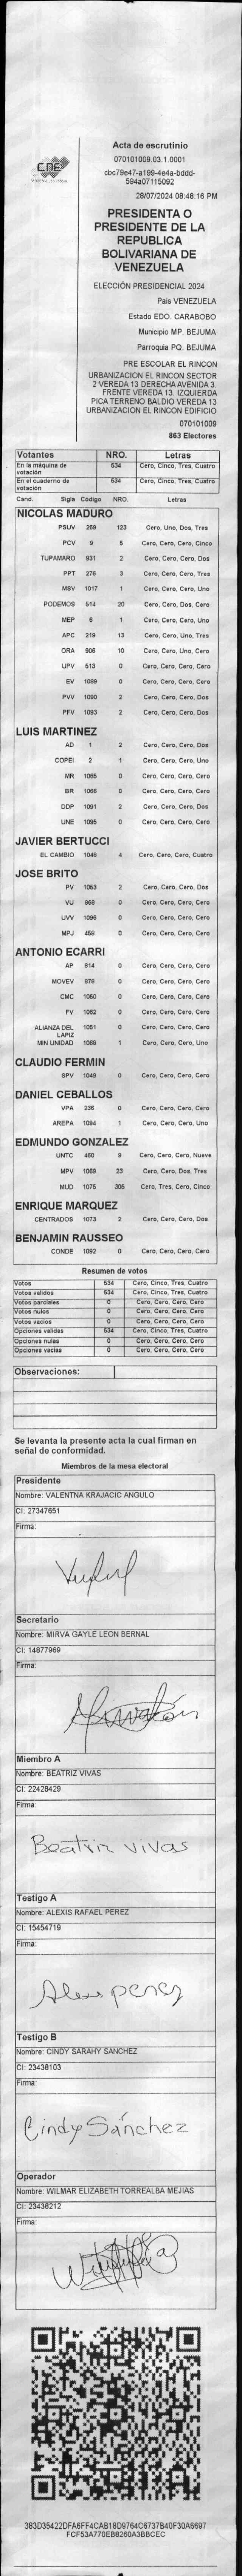 CNE
Acta de escrutinio
070101009.03.1.0001
cbc79e47-a199-4e4a-bddd-
594a07115092
28/07/2024 08:48:16 PM
PRESIDENTA O
PRESIDENTE DE LA
REPUBLICA
BOLIVARIANA DE
VENEZUELA
ELECCIÓN PRESIDENCIAL 2024
Pais VENEZUELA
Estado EDO. CARABOBO
Municipio MP. BEJUMA
Parroquia PQ. BEJUMA
PRE ESCOLAR EL RINCON
URBANIZACION EL RINCON SECTOR
2 VEREDA 13 DERECHA AVENIDA 3.
FRENTE VEREDA 13. IZQUIERDA
PICA TERRENO BALDIO VEREDA 13
URBANIZACION EL RINCON EDIFICIO
070101009
863 Electores
Votantes NRO. Letras
En la máquina de votación 534 Cero, Cinco, Tres, Cuatro
En el cuaderno de votación 534 Cero, Cinco, Tres, Cuatro
Cand. Sigla Código NRO. Letras
NICOLAS MADURO
PSUV 269 123 Cero, Uno, Dos, Tres
PCV 9 5 Cero, Cero, Cero, Cinco
TUPAMARO 931 2 Cero, Cero, Cero, Dos
PPT 276 3 Cero, Cero, Cero, Tres
MSV 1017 1 Cero, Cero, Cero, Uno
PODEMOS 514 20 Cero, Cero, Dos, Cero
MEP 6 1 Cero, Cero, Cero, Uno
APC 219 13 Cero, Cero, Uno, Tres
ORA 906 10 Cero, Cero, Uno, Cero
UPV 513 0 Cero, Cero, Cero, Cero
EV 1089 0 Cero, Cero, Cero, Cero
PVV 1090 2 Cero, Cero, Cero, Dos
PFV 1093 2 Cero, Cero, Cero, Dos
LUIS MARTINEZ
AD 1 2 Cero, Cero, Cero, Dos
COPEI 2 1 Cero, Cero, Cero, Uno
MR 1055 0 Cero, Cero, Cero, Cero
BR 1066 0 Cero, Cero, Cero, Cero
DDP 1091 2 Cero, Cero, Cero, Dos
UNE 1095 0 Cero, Cero, Cero, Cero
JAVIER BERTUCCI
EL CAMBIO 1046 4 Cero, Cero, Cero, Cuatro
JOSE BRITO
PV 1053 2 Cero, Cero, Cero, Dos
VU 868 0 Cero, Cero, Cero, Cero
UVV 1096 0 Cero, Cero, Cero, Cero
MPJ 459 0 Cero, Cero, Cero, Cero
ANTONIO ECARRI
AP 814 0 Cero, Cero, Cero, Cero
MOVEV 876 0 Cero, Cero, Cero, Cero
CMC 1050 0 Cero, Cero, Cero, Cero
FV 1052 0 Cero, Cero, Cero, Cero
ALIANZA DEL LAPIZ 1051 0 Cero, Cero, Cero, Cero
MIN UNIDAD 1069 1 Cero, Cero, Cero, Uno
CLAUDIO FERMIN
SPV 1049 0 Cero, Cero, Cero, Cero
DANIEL CEBALLOS
VPA 236 0 Cero, Cero, Cero, Cero
AREPA 1094 1 Cero, Cero, Cero, Uno
EDMUNDO GONZALEZ
UNTC 460 9 Cero, Cero, Cero, Nueve
MPV 1069 23 Cero, Cero, Dos, Tres
MUD 1075 305 Cero, Tres, Cero, Cinco
ENRIQUE MARQUEZ
CENTRADOS 1073 2 Cero, Cero, Cero, Dos
BENJAMIN RAUSSEO
CONDE 1092 0 Cero, Cero, Cero, Cero
Resumen de votos
Votos 534 Cero, Cinco, Tres, Cuatro
Votos validos 534 Cero, Cinco, Tres, Cuatro
Votos parciales 0 Cero, Cero, Cero, Cero
Votos nulos 0 Cero, Cero, Cero, Cero
Votos vacios 0 Cero, Cero, Cero, Cero
Opciones validas 534 Cero, Cinco, Tres, Cuatro
Opciones nulas 0 Cero, Cero, Cero, Cero
Opciones vacias 0 Cero, Cero, Cero, Cero
Observaciones:
Se levanta la presente acta la cual firman en
señal de conformidad.
Miembros de la mesa electoral
Presidente
Nombre: VALENTNA KRAJACIC ANGULO
CI: 27347651
Firma:
Secretario
Nombre: MIRVA GAYLE LEON BERNAL
CI: 14877969
Firma:
Miembro A
Nombre: BEATRIZ VIVAS
CI: 22428429
Firma:
Beatriz vivas
Testigo A
Nombre: ALEXIS RAFAEL PEREZ
CI: 15454719
Firma:
Alexis perez
Testigo B
Nombre: CINDY SARAHY SANCHEZ
CI: 23438103
Firma:
Cindy Sánchez
Operador
Nombre: WILMAR ELIZABETH TORREALBA MEJIAS
CI: 23438212
Firma:
383D35422DFA6FF4CAB18D9764C6737B40F30A6697
FCF53A770EB8260A3BBCEC